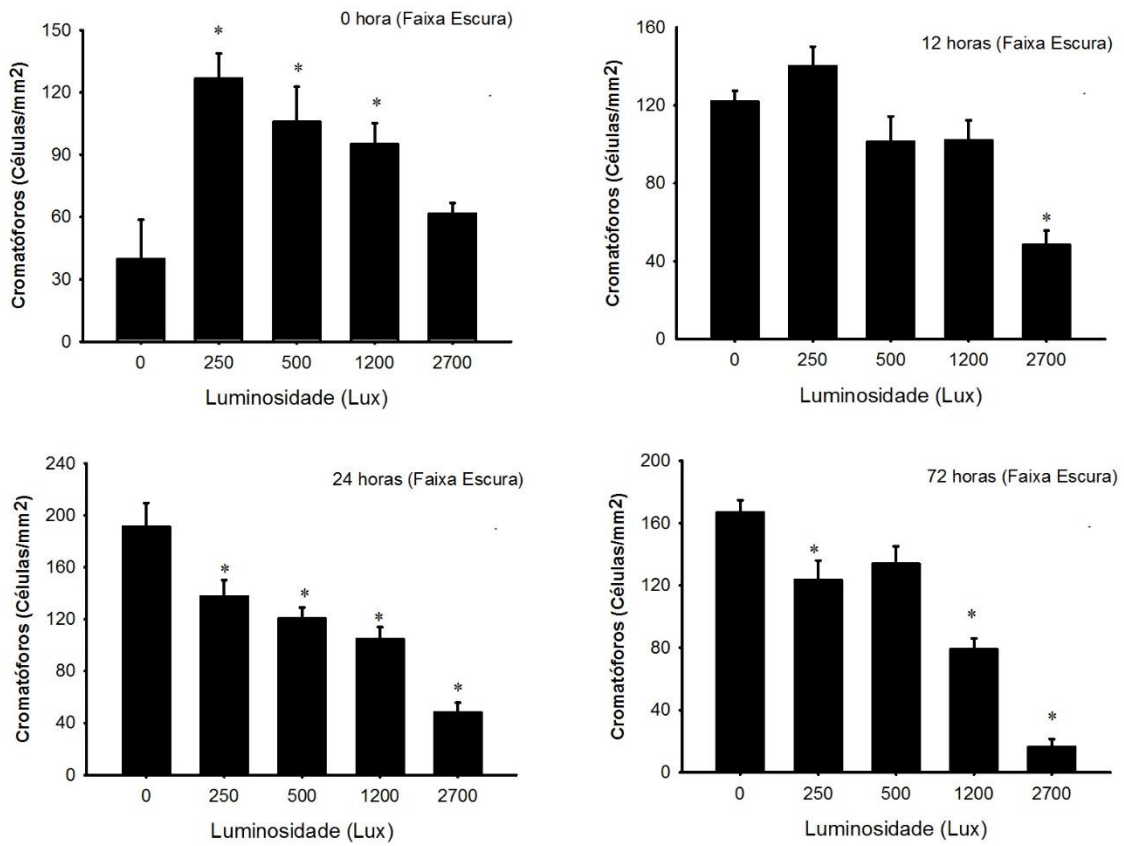 0 hora (Faixa Escura)
Cromatóforos (Células/mm2)
150
120
90
60
30
0
*
*
*
0 250 500 1200 2700
Luminosidade (Lux)
12 horas (Faixa Escura)
Cromatóforos (Células/mm2)
160
120
80
40
0
*
0 250 500 1200 2700
Luminosidade (Lux)
24 horas (Faixa Escura)
Cromatóforos (Células/mm2)
240
200
160
120
80
40
0
*
*
*
*
0 250 500 1200 2700
Luminosidade (Lux)
72 horas (Faixa Escura)
Cromatóforos (Células/mm2)
200
160
120
80
40
0
*
*
*
0 250 500 1200 2700
Luminosidade (Lux)